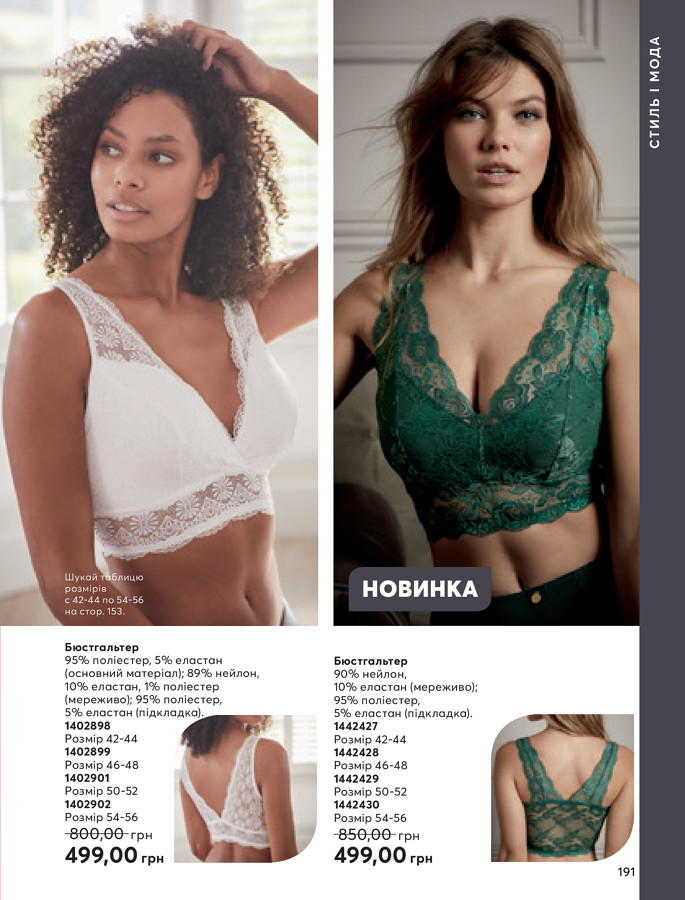 СТИЛЬ І МОДА
Шукай таблицю
розмірів
с 42-44 по 54-56
на стор. 153.
НОВИНКА
Бюстгальтер
95% поліестер, 5% еластан
(основний матеріал); 89% нейлон,
10% еластан, 1% поліестер
(мереживо); 95% поліестер,
5% еластан (підкладка).
1402898
Розмір 42-44
1402899
Розмір 46-48
1402901
Розмір 50-52
1402902
Розмір 54-56
800,00 грн
499,00 грн
Бюстгальтер
90% нейлон,
10% еластан (мереживо);
95% поліестер,
5% еластан (підкладка).
1442427
Розмір 42-44
1442428
Розмір 46-48
1442429
Розмір 50-52
1442430
Розмір 54-56
850,00 грн
499,00 грн
191